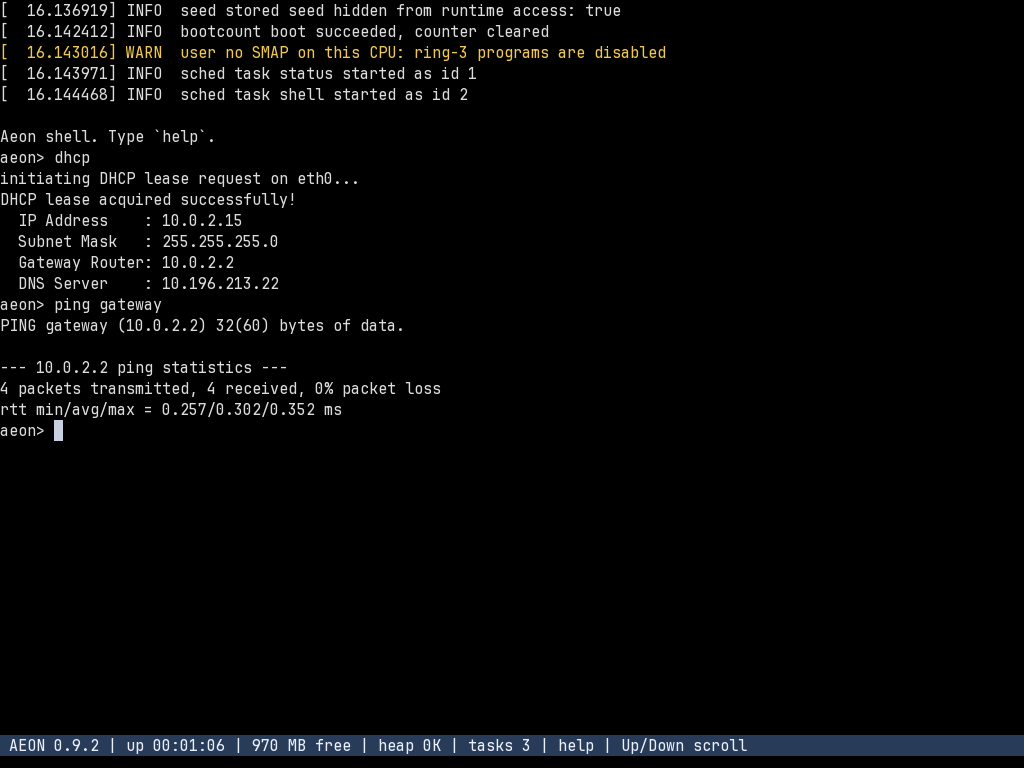 [  16.136919] INFO  seed stored seed hidden from runtime access: true
[  16.142412] INFO  bootcount boot succeeded, counter cleared
[  16.143016] WARN  user no SMAP on this CPU: ring-3 programs are disabled
[  16.143971] INFO  sched task status started as id 1
[  16.144468] INFO  sched task shell started as id 2
Aeon shell. Type `help`.
aeon> dhcp
initiating DHCP lease request on eth0...
DHCP lease acquired successfully!
  IP Address    : 10.0.2.15
  Subnet Mask   : 255.255.255.0
  Gateway Router: 10.0.2.2
  DNS Server    : 10.196.213.22
aeon> ping gateway
PING gateway (10.0.2.2) 32(60) bytes of data.
--- 10.0.2.2 ping statistics ---
4 packets transmitted, 4 received, 0% packet loss
rtt min/avg/max = 0.257/0.302/0.352 ms
aeon>
AEON 0.9.2 | up 00:01:06 | 970 MB free | heap OK | tasks 3 | help | Up/Down scroll